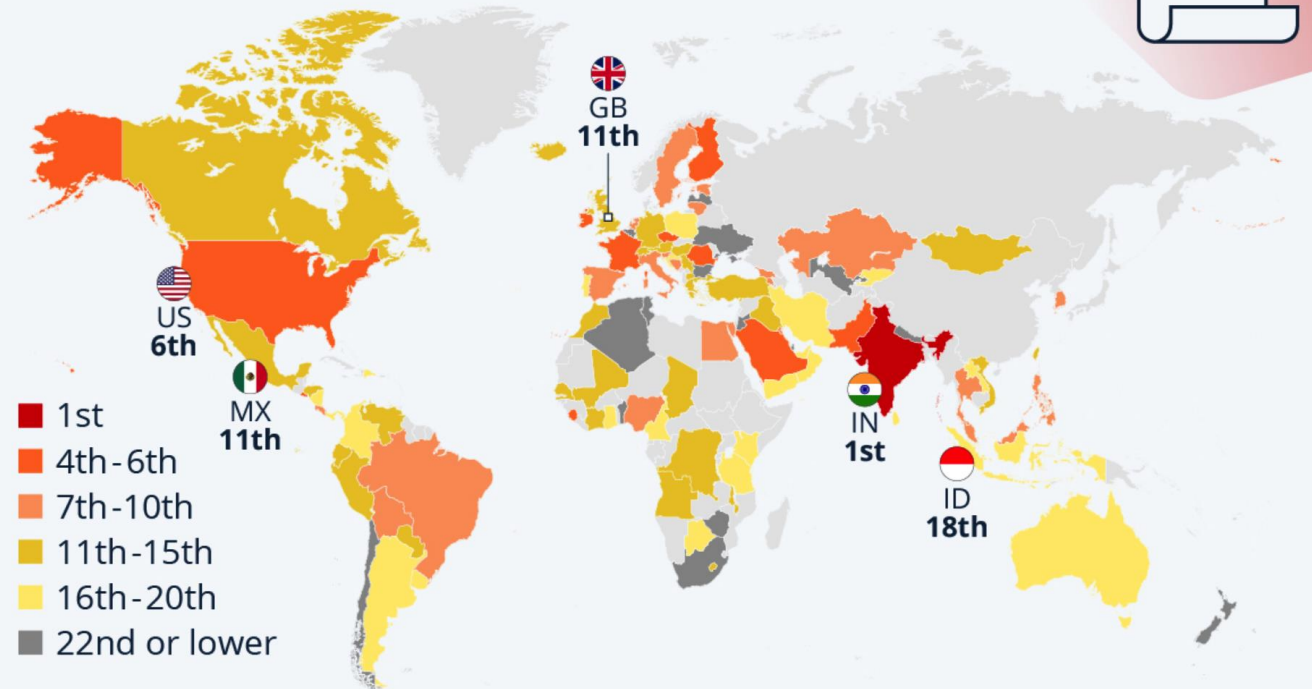 GB
11th
US
6th
MX
11th
IN
1st
ID
18th
1st
4th-6th
7th-10th
11th-15th
16th-20th
22nd or lower